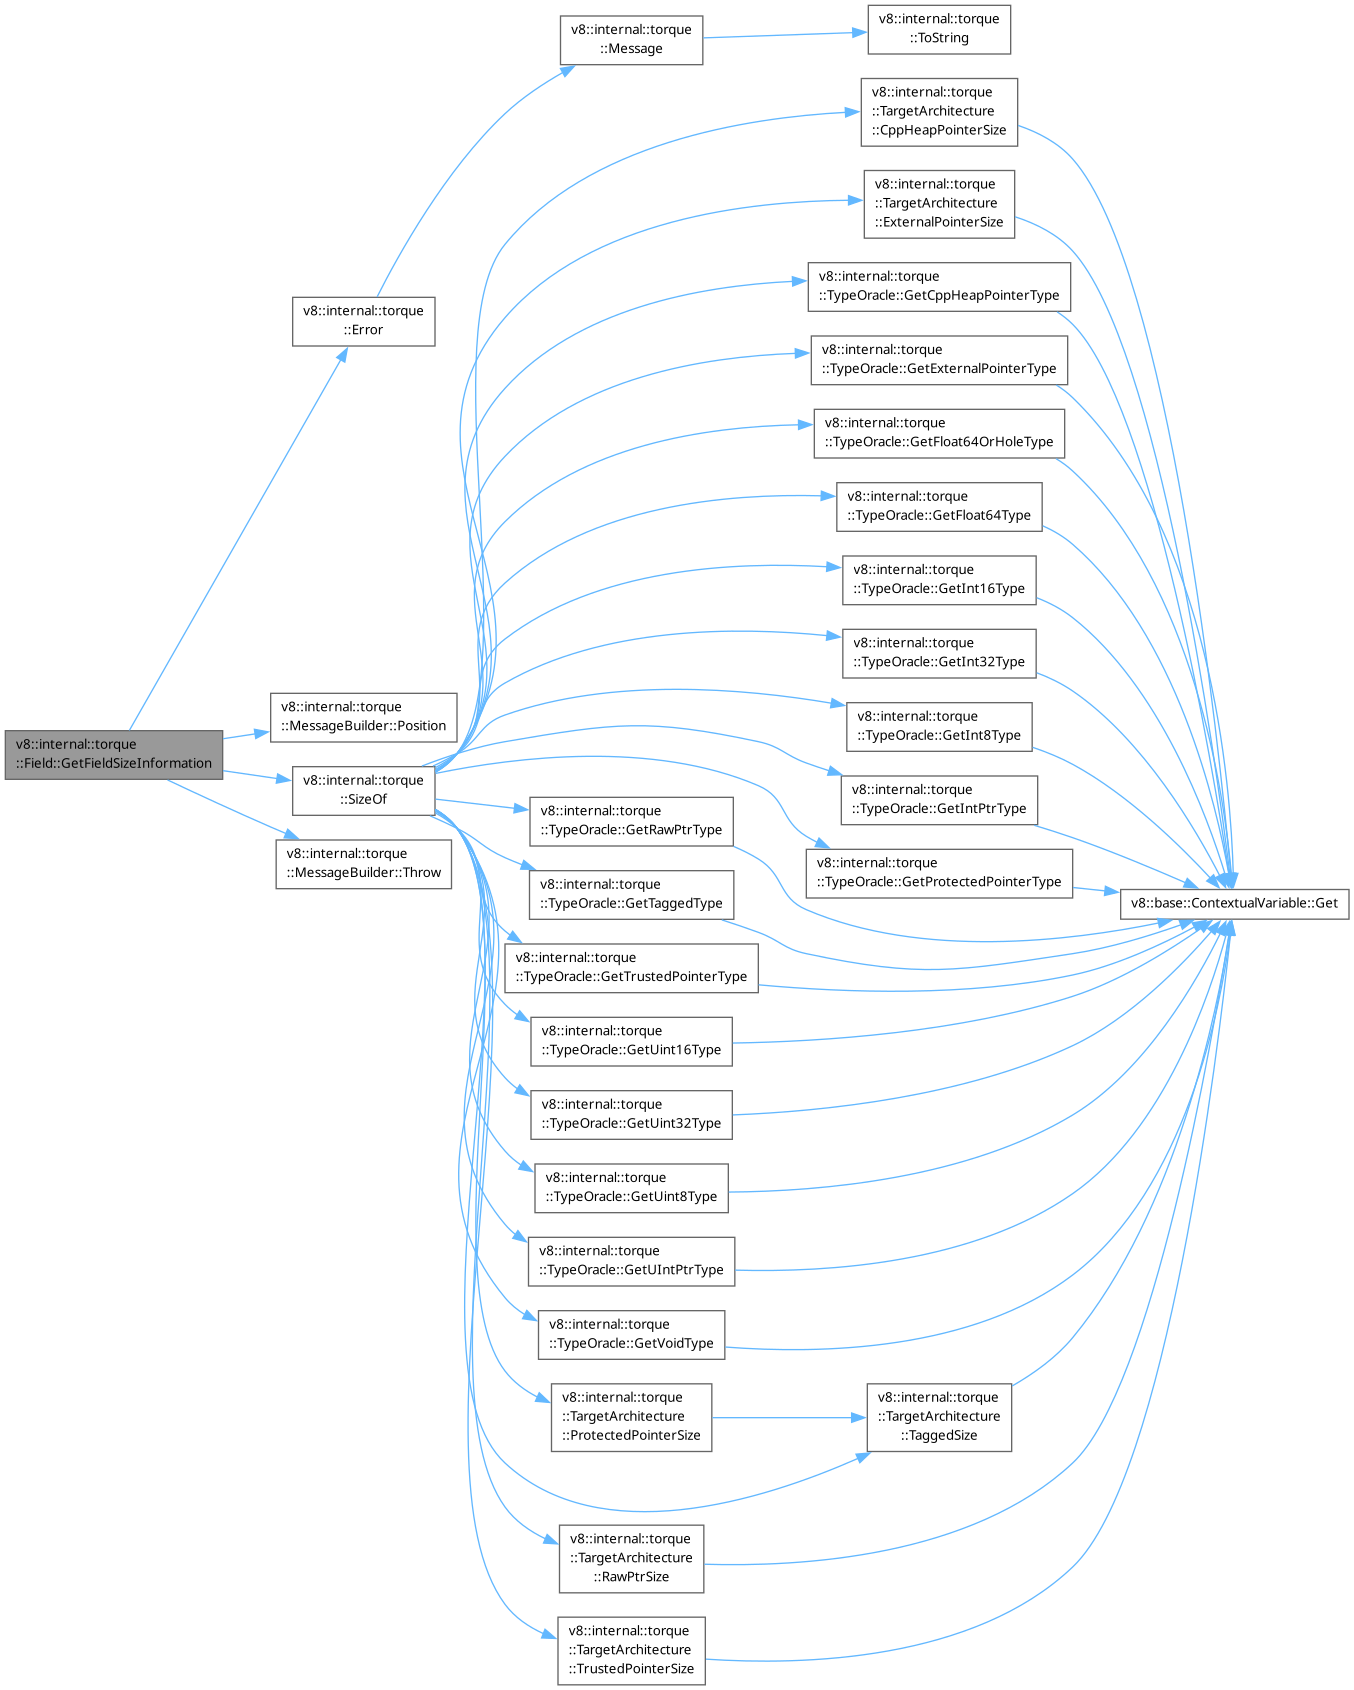 v8::internal::torque
::Message
v8::internal::torque
::ToString
v8::internal::torque
::TargetArchitecture
::CppHeapPointerSize
v8::internal::torque
::TargetArchitecture
::ExternalPointerSize
v8::internal::torque
::TypeOracle::GetCppHeapPointerType
v8::internal::torque
::Error
v8::internal::torque
::TypeOracle::GetExternalPointerType
v8::internal::torque
::TypeOracle::GetFloat64OrHoleType
v8::internal::torque
::TypeOracle::GetFloat64Type
v8::internal::torque
::TypeOracle::GetInt16Type
v8::internal::torque
::TypeOracle::GetInt32Type
v8::internal::torque
::MessageBuilder::Position
v8::internal::torque
::TypeOracle::GetInt8Type
v8::internal::torque
::Field::GetFieldSizeInformation
v8::internal::torque
::SizeOf
v8::internal::torque
::TypeOracle::GetIntPtrType
v8::internal::torque
::TypeOracle::GetRawPtrType
v8::internal::torque
::MessageBuilder::Throw
v8::internal::torque
::TypeOracle::GetProtectedPointerType
v8::internal::torque
::TypeOracle::GetTaggedType
v8::base::ContextualVariable::Get
v8::internal::torque
::TypeOracle::GetTrustedPointerType
v8::internal::torque
::TypeOracle::GetUint16Type
v8::internal::torque
::TypeOracle::GetUint32Type
v8::internal::torque
::TypeOracle::GetUint8Type
v8::internal::torque
::TypeOracle::GetUIntPtrType
v8::internal::torque
::TypeOracle::GetVoidType
v8::internal::torque
::TargetArchitecture
::ProtectedPointerSize
v8::internal::torque
::TargetArchitecture
::TaggedSize
v8::internal::torque
::TargetArchitecture
::RawPtrSize
v8::internal::torque
::TargetArchitecture
::TrustedPointerSize